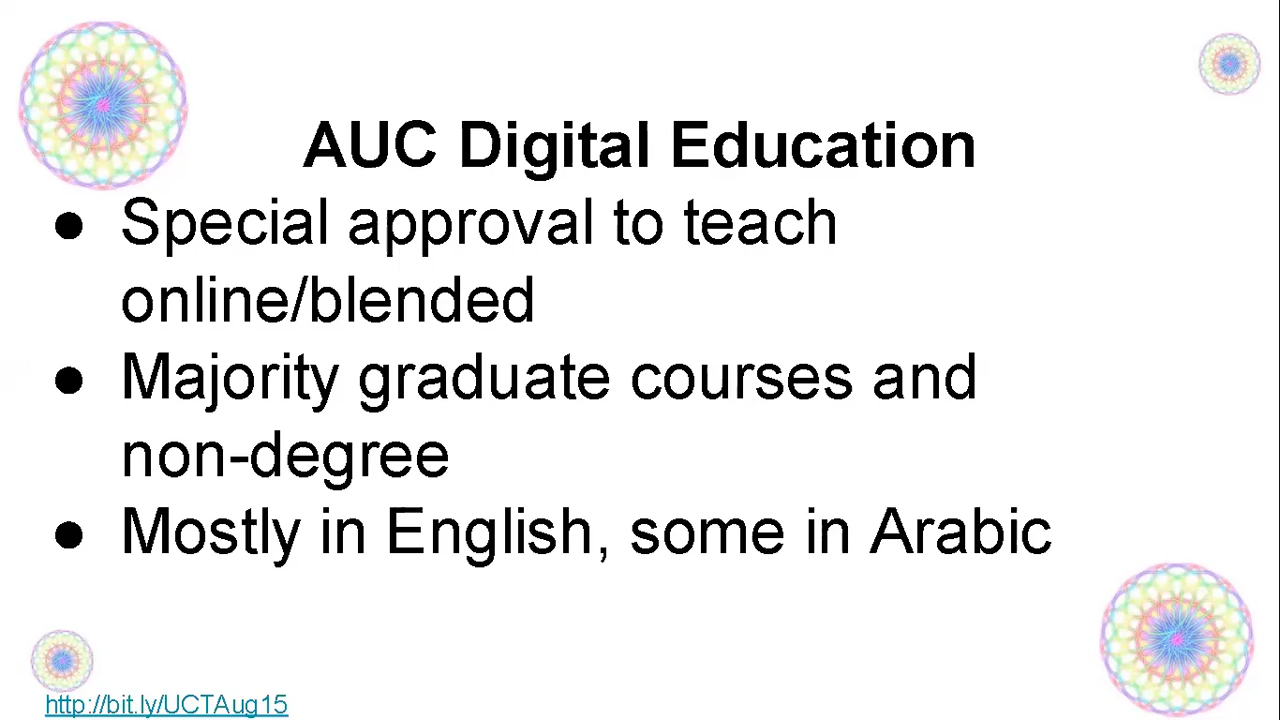 AUC Digital Education
● Special approval to teach
online/blended
● Majority graduate courses and
non-degree
● Mostly in English, some in Arabic
http://bit.ly/UCTAug15